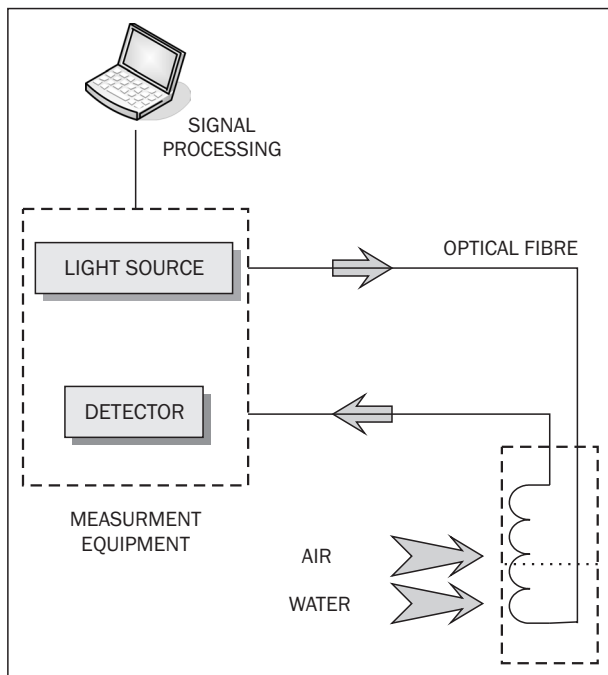 SIGNAL
PROCESSING
LIGHT SOURCE
OPTICAL FIBRE
DETECTOR
MEASURMENT
EQUIPMENT
AIR
WATER